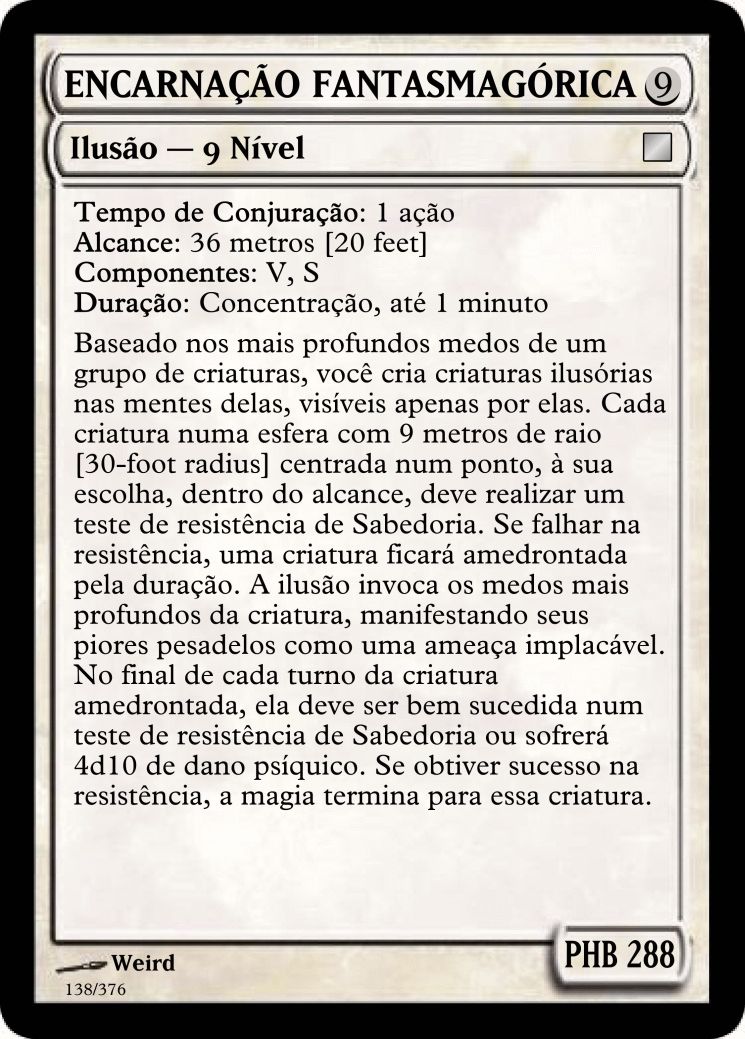 ENCARNAÇÃO FANTASMAGÓRICA 9
Ilusão — 9 Nível
Tempo de Conjuração: 1 ação
Alcance: 36 metros [20 feet]
Componentes: V, S
Duração: Concentração, até 1 minuto
Baseado nos mais profundos medos de um
grupo de criaturas, você cria criaturas ilusórias
nas mentes delas, visíveis apenas por elas. Cada
criatura numa esfera com 9 metros de raio
[30-foot radius] centrada num ponto, à sua
escolha, dentro do alcance, deve realizar um
teste de resistência de Sabedoria. Se falhar na
resistência, uma criatura ficará amedrontada
pela duração. A ilusão invoca os medos mais
profundos da criatura, manifestando seus
piores pesadelos como uma ameaça implacável.
No final de cada turno da criatura
amedrontada, ela deve ser bem sucedida num
teste de resistência de Sabedoria ou sofrerá
4d10 de dano psíquico. Se obtiver sucesso na
resistência, a magia termina para essa criatura.
PHB 288
Weird
138/376